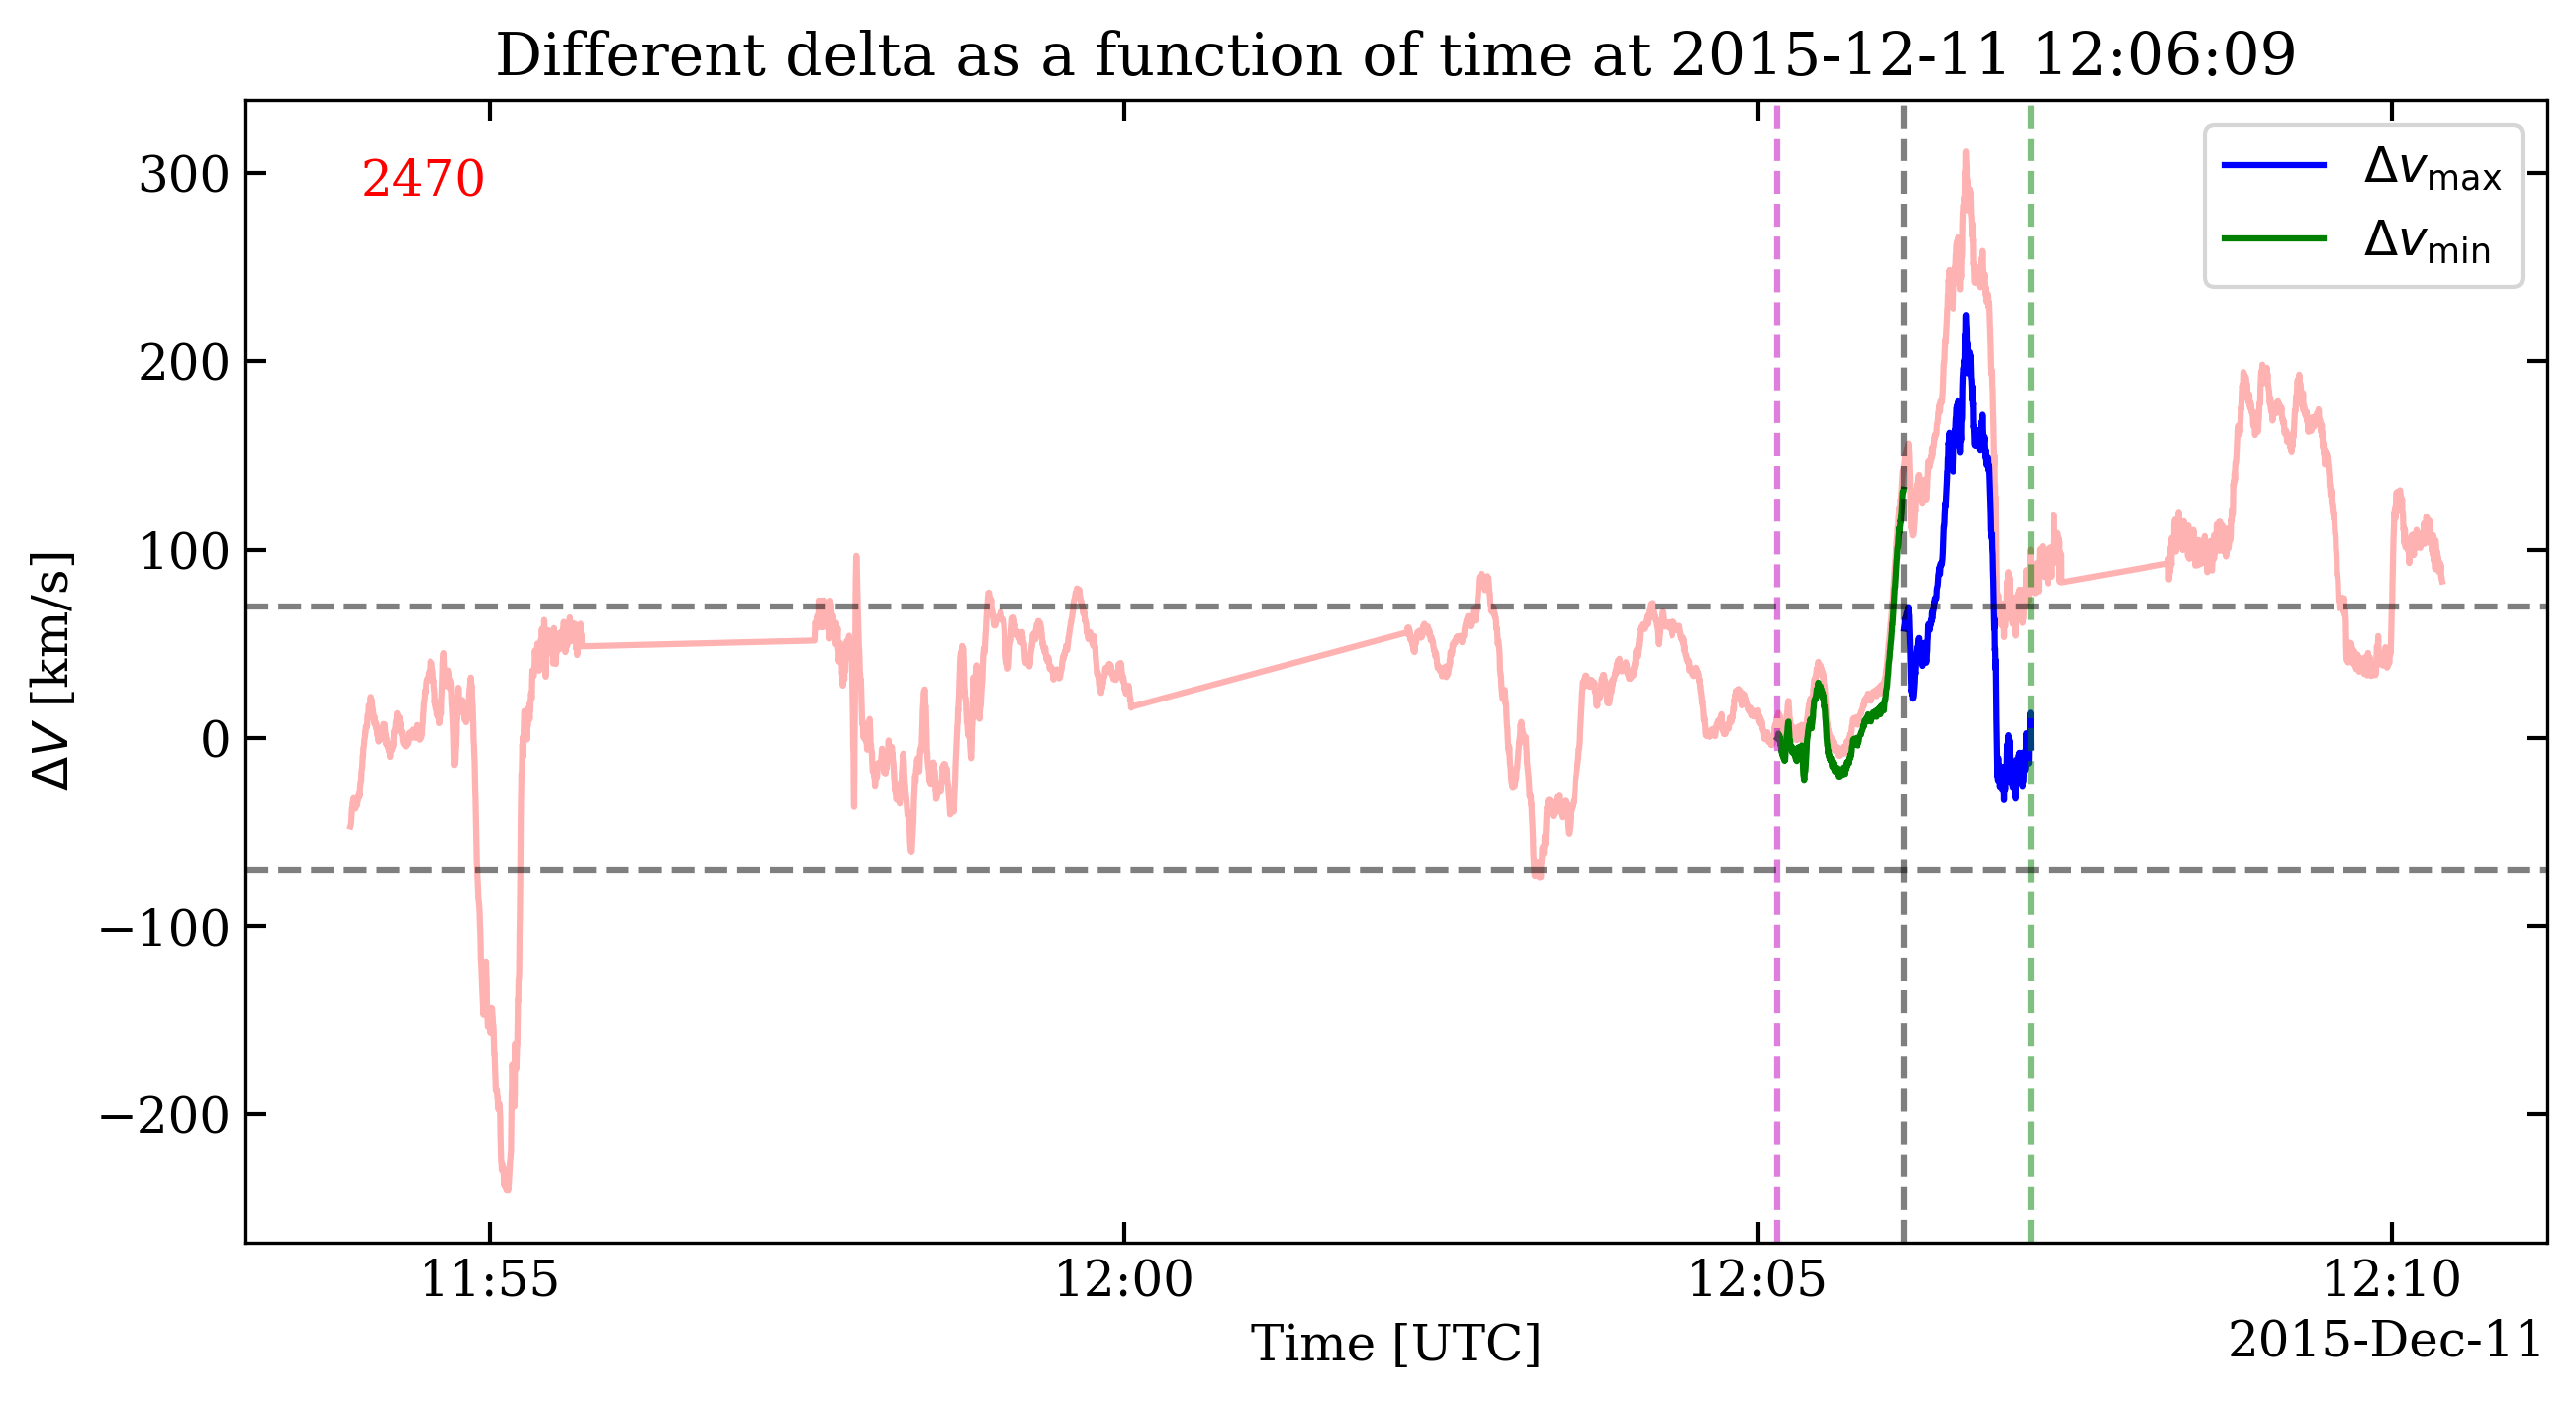 Different delta as a function of time at 2015-12-11 12:06:09
2470
Δv_max
Δv_min
300
200
100
0
−100
−200
ΔV [km/s]
11:55 12:00 12:05 12:10
Time [UTC]
2015-Dec-11